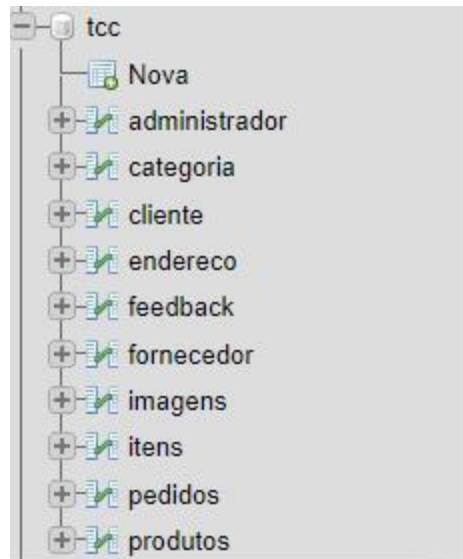 tcc
Nova
administrador
categoria
cliente
endereco
feedback
fornecedor
imagens
itens
pedidos
produtos